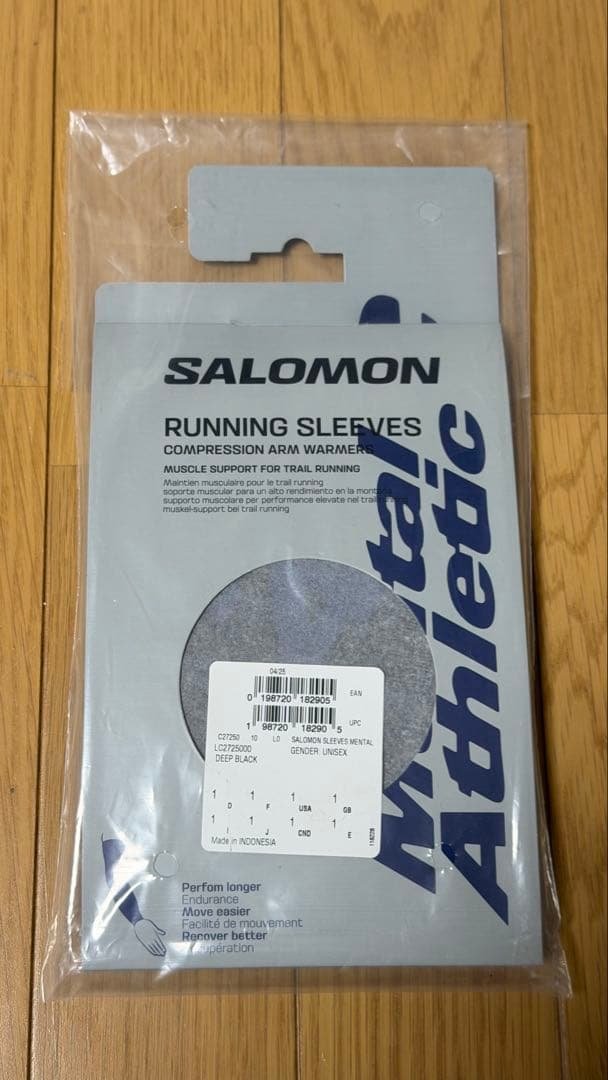 SALOMON
RUNNING SLEEVES
COMPRESSION ARM WARMERS
MUSCLE SUPPORT FOR TRAIL RUNNING
Maintien musculaire pour le trail running
soporte muscular para un alto rendimiento en la
supporto muscolare per performance elevate nel trail
muskel-support bei trail running
Athletic
04/25
0 198720 182905 EAN
1 98720 18290 5 UPC
C27250 10 L0 SALOMON SLEEVES MENTAL
LC2725000 GENDER: UNISEX
DEEP BLACK
1 D 1 F 1 USA 1 GB
1 I 1 J 1 CND 1 E
Made in INDONESIA
Perfom longer
Endurance
Move easier
Facilité de mouvement
Recover better